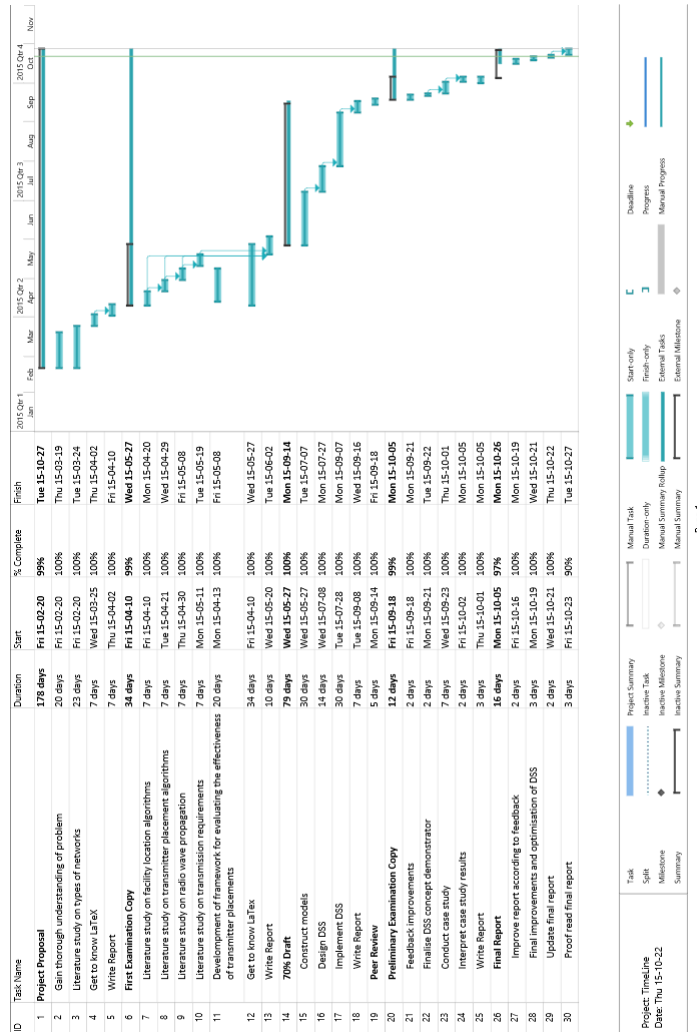 ID Task Name Duration Start % Complete Finish
2015 Qtr 1 2015 Qtr 2 2015 Qtr 3 2015 Qtr 4
Jan Feb Mar Apr May Jun Jul Aug Sep Oct Nov
1 Project Proposal 178 days Fri 15-02-20 99% Tue 15-10-27
2 Gain thorough understanding of problem 20 days Fri 15-02-20 100% Thu 15-03-19
3 Literature study on types of networks 23 days Fri 15-02-20 100% Tue 15-03-24
4 Get to know LaTeX 7 days Wed 15-03-25 100% Thu 15-04-02
5 Write Report 7 days Thu 15-04-02 100% Fri 15-04-10
6 First Examination Copy 34 days Fri 15-04-10 99% Wed 15-05-27
7 Literature study on facility location algorithms 7 days Fri 15-04-10 100% Mon 15-04-20
8 Literature study on transmitter placement algorithms 7 days Tue 15-04-21 100% Wed 15-04-29
9 Literature study on radio wave propagation 7 days Thu 15-04-30 100% Fri 15-05-08
10 Literature study on transmission requirements 7 days Mon 15-05-11 100% Tue 15-05-19
11 Development of framework for evaluating the effectiveness 20 days Mon 15-04-13 100% Fri 15-05-08
of transmitter placements
12 Get to know LaTex 34 days Fri 15-04-10 100% Wed 15-05-27
13 Write Report 10 days Wed 15-05-20 100% Tue 15-06-02
14 70% Draft 79 days Wed 15-05-27 100% Mon 15-09-14
15 Construct models 30 days Wed 15-05-27 100% Tue 15-07-07
16 Design DSS 14 days Wed 15-07-08 100% Mon 15-07-27
17 Implement DSS 30 days Tue 15-07-28 100% Mon 15-09-07
18 Write Report 7 days Tue 15-09-08 100% Wed 15-09-16
19 Peer Review 5 days Mon 15-09-14 100% Fri 15-09-18
20 Preliminary Examination Copy 12 days Fri 15-09-18 99% Mon 15-10-05
21 Feedback improvements 2 days Fri 15-09-18 100% Mon 15-09-21
22 Finalise DSS concept demonstrator 2 days Mon 15-09-21 100% Tue 15-09-22
23 Conduct case study 7 days Wed 15-09-23 100% Thu 15-10-01
24 Interpret case study results 2 days Fri 15-10-02 100% Mon 15-10-05
25 Write Report 3 days Thu 15-10-01 100% Mon 15-10-05
26 Final Report 16 days Mon 15-10-05 97% Mon 15-10-26
27 Improve report according to feedback 2 days Fri 15-10-16 100% Mon 15-10-19
28 Final improvements and optimisation of DSS 3 days Mon 15-10-19 100% Wed 15-10-21
29 Update final report 2 days Wed 15-10-21 100% Thu 15-10-22
30 Proof read final report 3 days Fri 15-10-23 90% Tue 15-10-27
Project: TimeLine
Date: Thu 15-10-22
Task Project Summary Manual Task Start-only Deadline
Split Inactive Task Duration-only Finish-only Progress
Milestone Inactive Milestone Manual Summary Rollup External Tasks Manual Progress
Summary Inactive Summary Manual Summary External Milestone